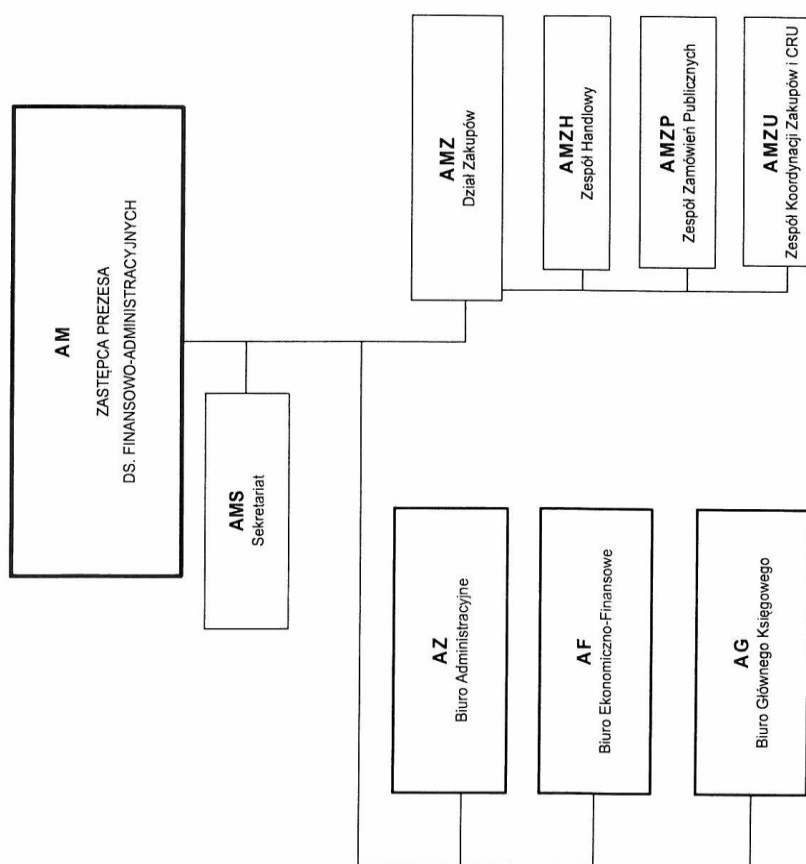 AM
ZASTĘPCA PREZESA
DS. FINANSOWO-ADMINISTRACYJNYCH
AMS
Sekretariat
AZ
Biuro Administracyjne
AF
Biuro Ekonomiczno-Finansowe
AG
Biuro Głównego Księgowego
AMZ
Dział Zakupów
AMZH
Zespół Handlowy
AMZP
Zespół Zamówień Publicznych
AMZU
Zespół Koordynacji Zakupów i CRU